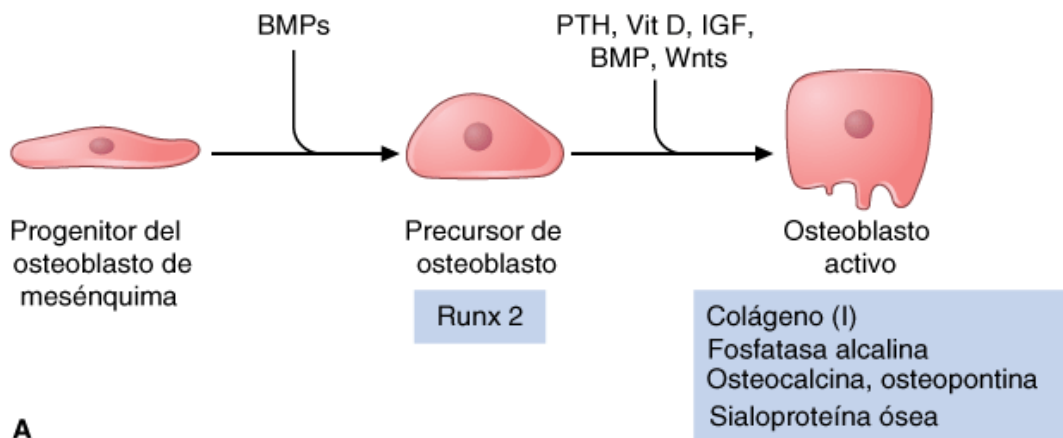 BMPs
PTH, Vit D, IGF,
BMP, Wnts
Progenitor del
osteoblasto de
mesénquima
Precursor de
osteoblasto
Osteoblasto
activo
Runx 2
Colágeno (I)
Fosfatasa alcalina
Osteocalcina, osteopontina
Sialoproteína ósea
A